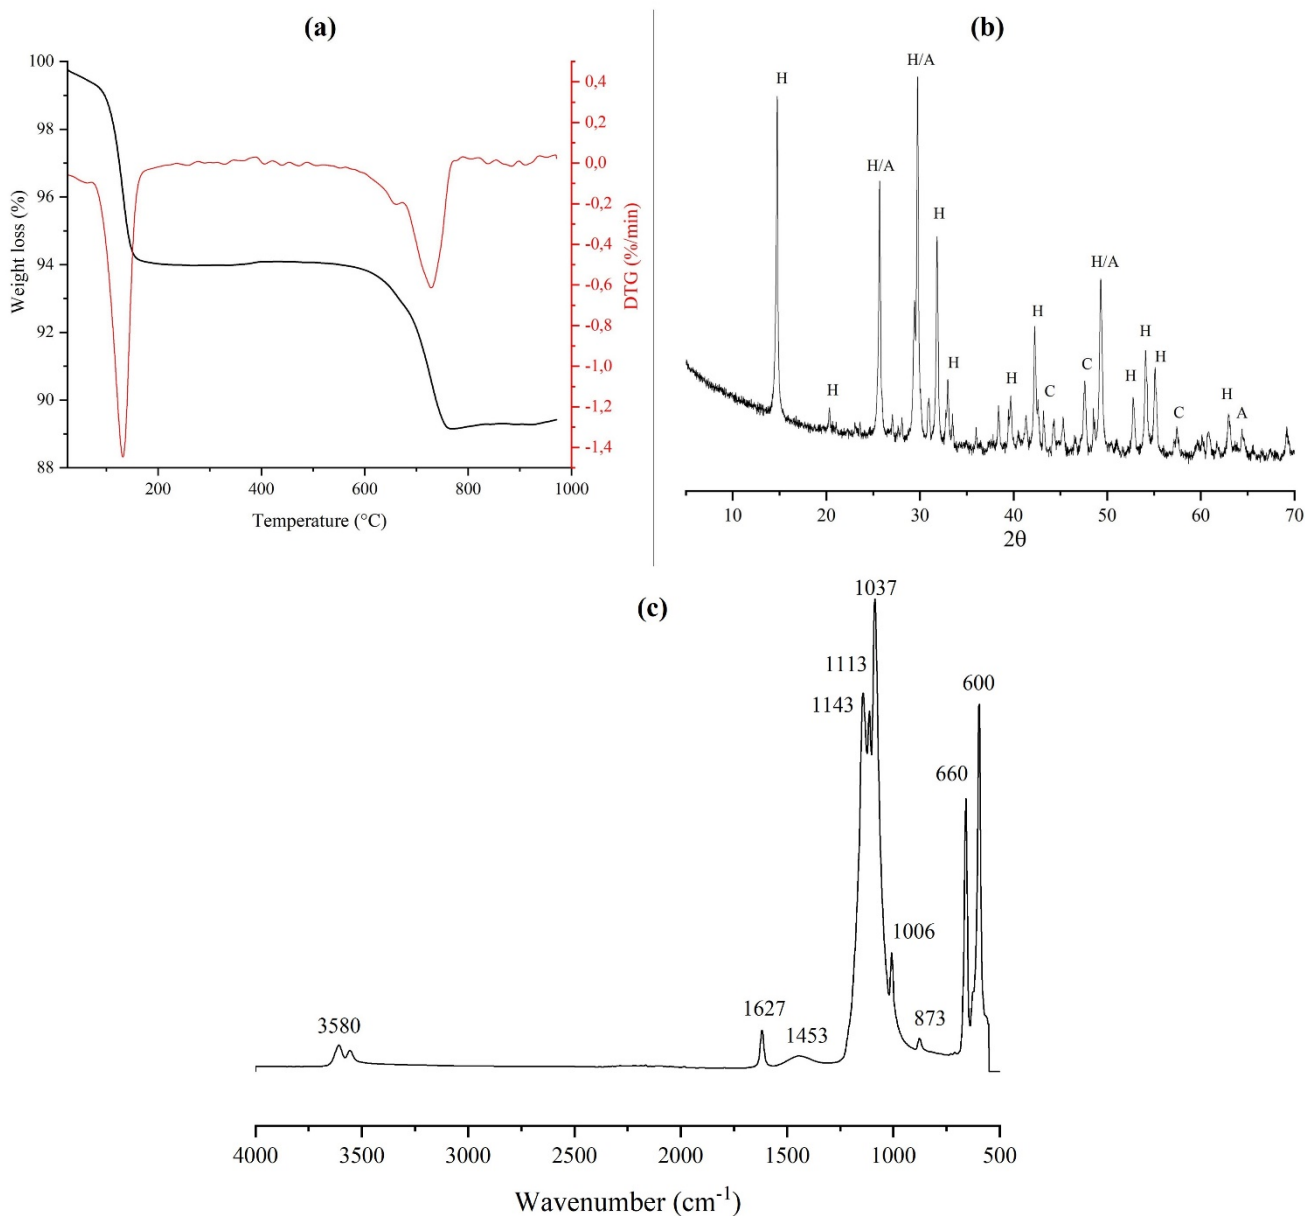 (a)
100
98
96
94
92
90
88
Weight loss (%)
200
400
600
800
1000
Temperature (°C)
0,4
0,2
0,0
-0,2
-0,4
-0,6
-0,8
-1,0
-1,2
-1,4
DTG (%/min)
(b)
H
H
H/A
H/A
H
H
H
H
C
C
H/A
H
H
H
C
H
A
10
20
30
40
50
60
70
2θ
(c)
1037
1113
1143
600
660
1006
873
1627
1453
3580
4000
3500
3000
2500
2000
1500
1000
500
Wavenumber (cm-1)